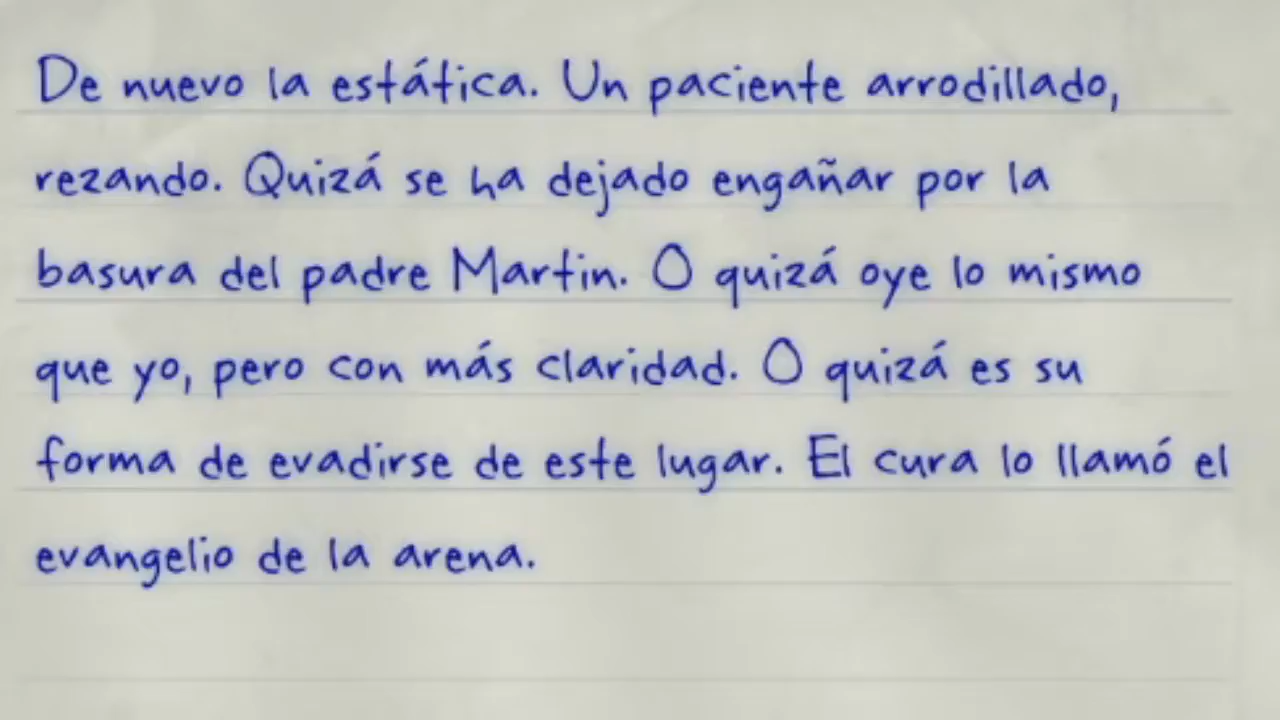 De nuevo la estática. Un paciente arrodillado,
rezando. Quizá se ha dejado engañar por la
basura del padre Martin. O quizá oye lo mismo
que yo, pero con más claridad. O quizá es su
forma de evadirse de este lugar. El cura lo llamó el
evangelio de la arena.